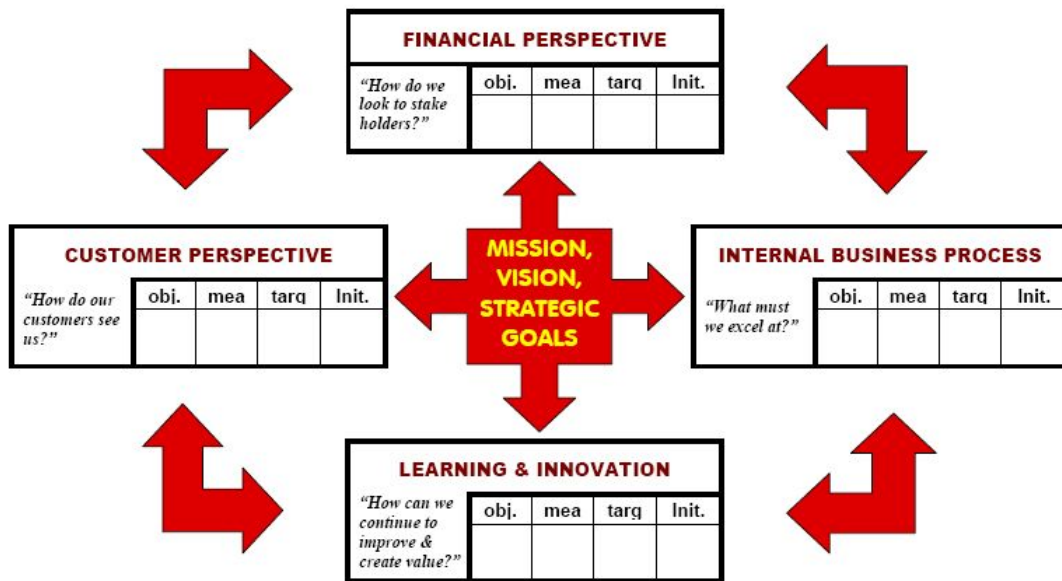 FINANCIAL PERSPECTIVE
“How do we
look to stake
holders?”
obj. mea targ Init.
CUSTOMER PERSPECTIVE
“How do our
customers see
us?”
obj. mea targ Init.
MISSION,
VISION,
STRATEGIC
GOALS
INTERNAL BUSINESS PROCESS
“What must
we excel at?”
obj. mea targ Init.
LEARNING & INNOVATION
“How can we
continue to
improve &
create value?”
obj. mea targ Init.